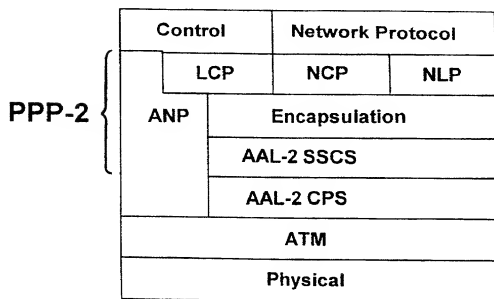 Control Network Protocol
LCP NCP NLP
PPP-2 ANP Encapsulation
AAL-2 SSCS
AAL-2 CPS
ATM
Physical